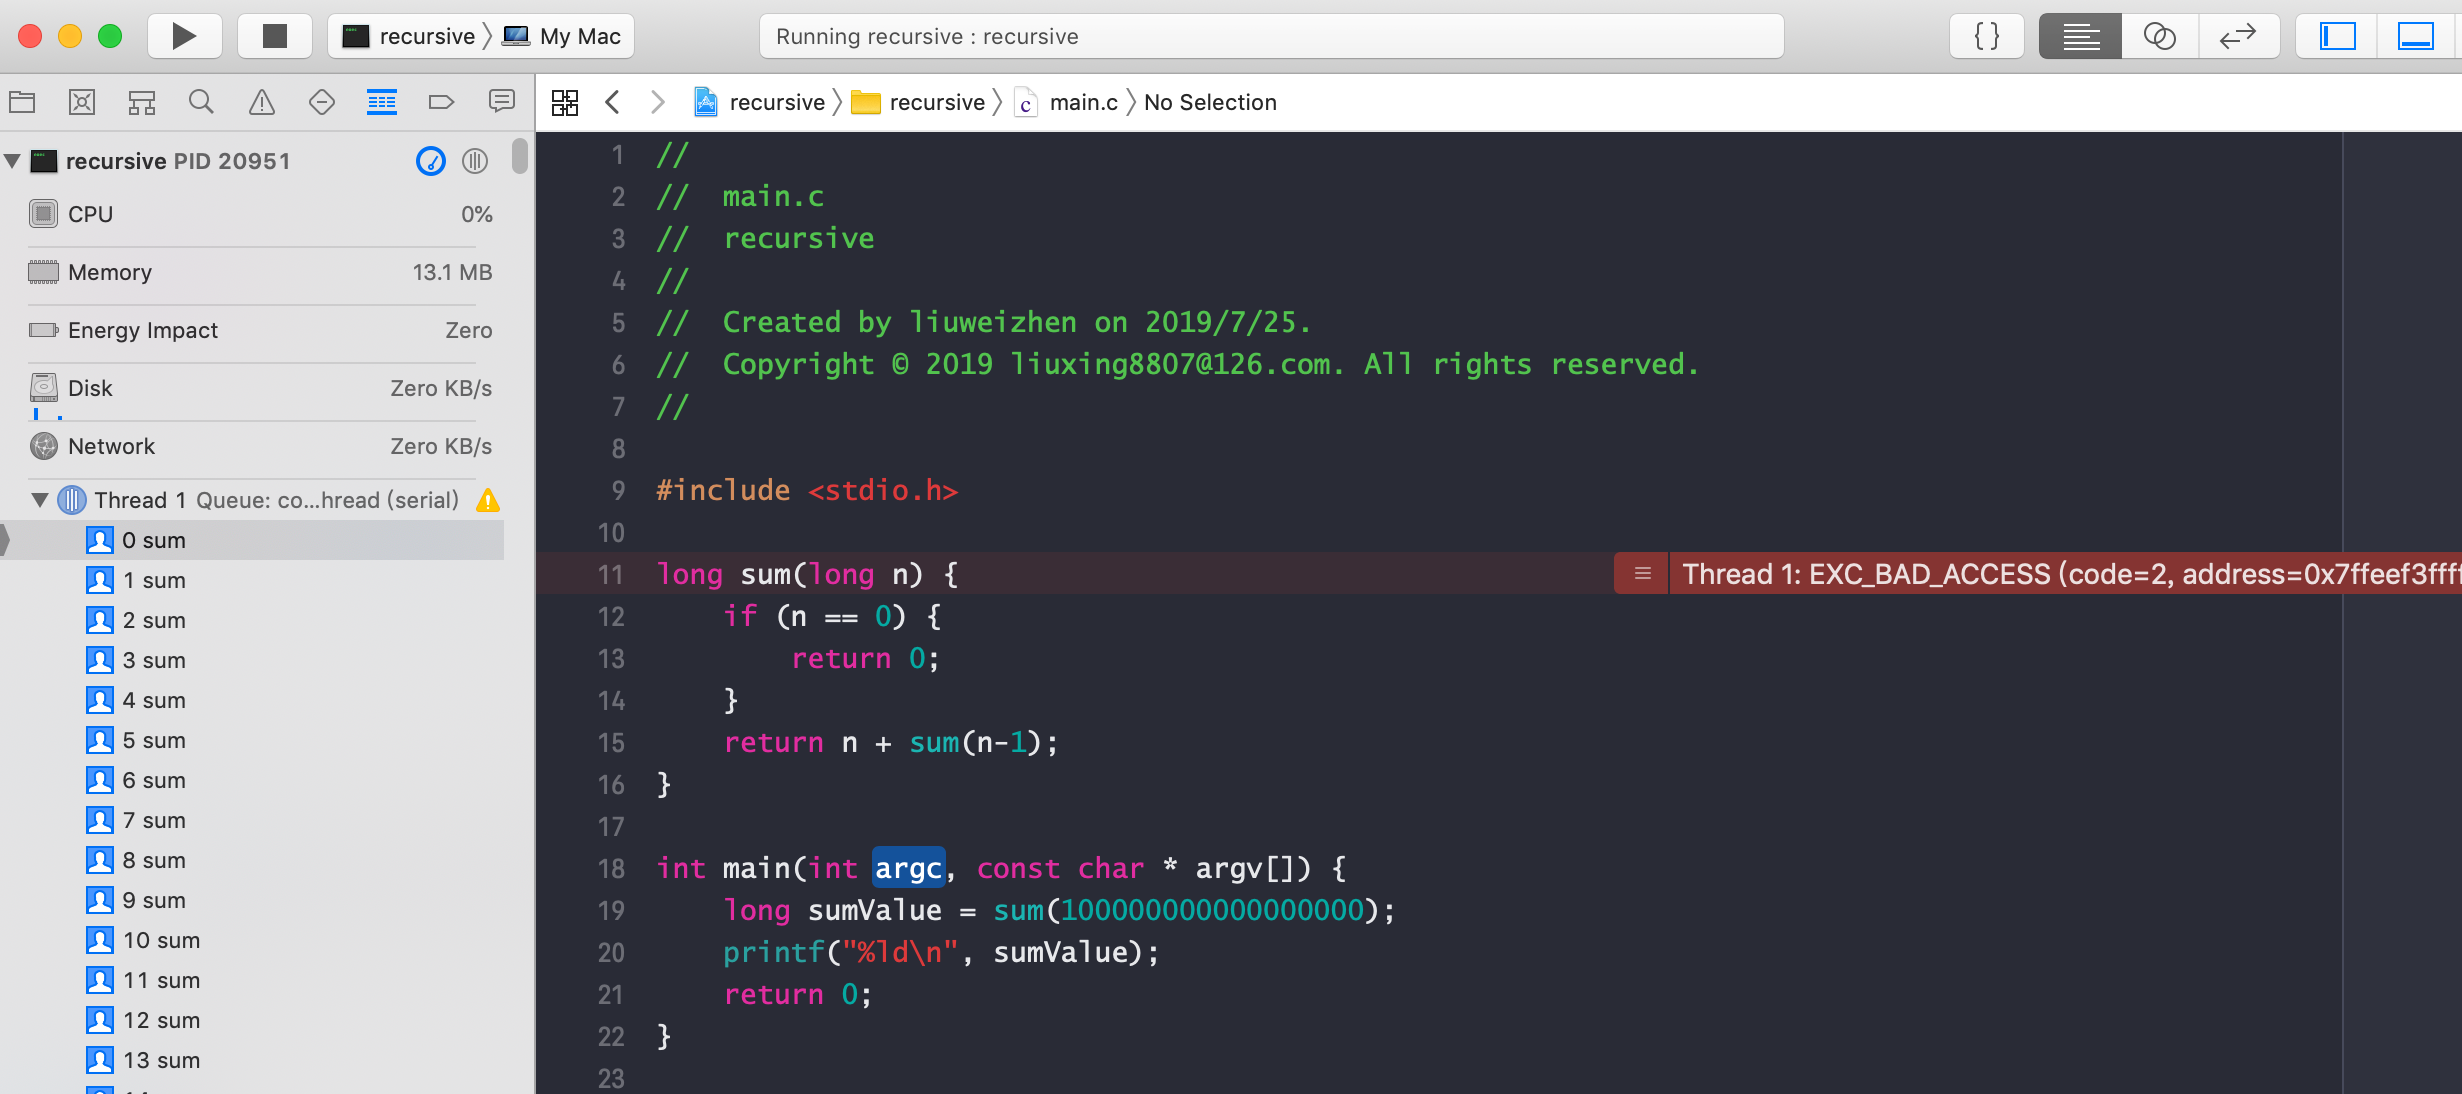 recursive My Mac
Running recursive : recursive
{}
recursive recursive main.c No Selection
recursive PID 20951
CPU 0%
Memory 13.1 MB
Energy Impact Zero
Disk Zero KB/s
Network Zero KB/s
Thread 1 Queue: co...hread (serial)
0 sum
1 sum
2 sum
3 sum
4 sum
5 sum
6 sum
7 sum
8 sum
9 sum
10 sum
11 sum
12 sum
13 sum
1 //
2 //  main.c
3 //  recursive
4 //
5 //  Created by liuweizhen on 2019/7/25.
6 //  Copyright © 2019 liuxing8807@126.com. All rights reserved.
7 //
8
9 #include <stdio.h>
10
11 long sum(long n) { Thread 1: EXC_BAD_ACCESS (code=2, address=0x7ffeef3fff
12     if (n == 0) {
13         return 0;
14     }
15     return n + sum(n-1);
16 }
17
18 int main(int argc, const char * argv[]) {
19     long sumValue = sum(100000000000000000);
20     printf("%ld\n", sumValue);
21     return 0;
22 }
23